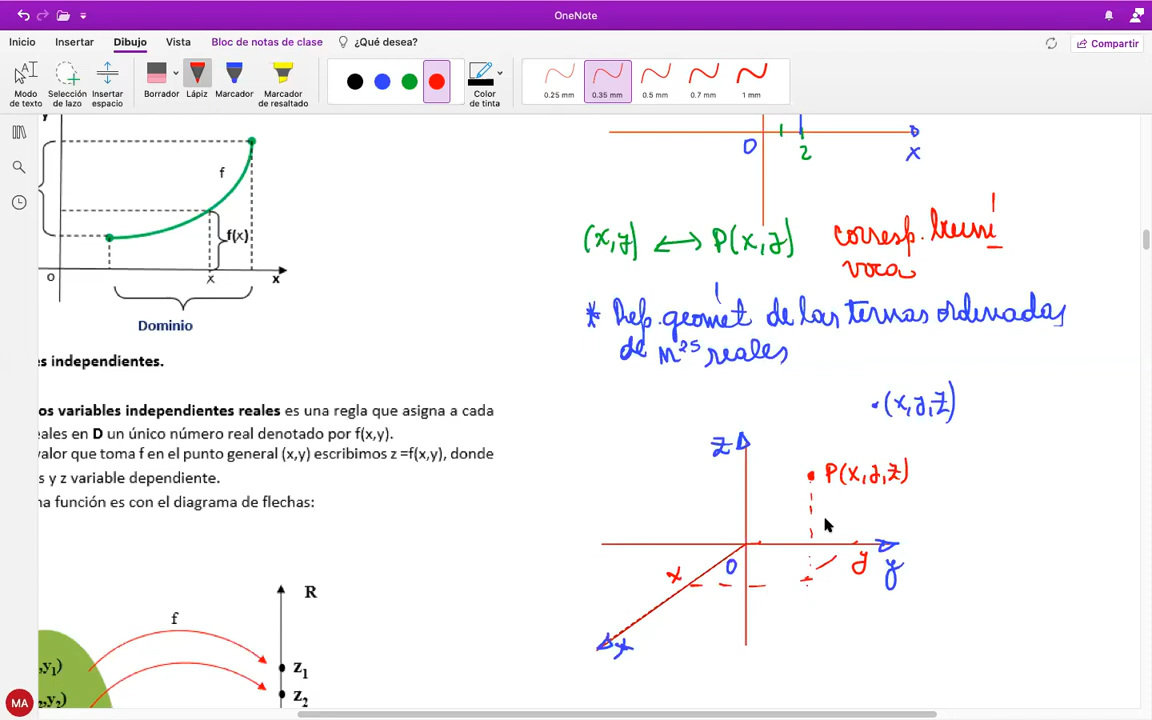 OneNote
Inicio Insertar Dibujo Vista Bloc de notas de clase ¿Qué desea?
Compartir
Modo de texto
Selección de lazo
Insertar espacio
Borrador
Lápiz
Marcador
Marcador de resaltado
Color de tinta
0.25 mm 0.35 mm 0.5 mm 0.7 mm 1 mm
y
f
f(x)
o
x
x
Dominio
es independientes.
os variables independientes reales es una regla que asigna a cada
eales en D un único número real denotado por f(x,y).
valor que toma f en el punto general (x,y) escribimos z =f(x,y), donde
s y z variable dependiente.
na función es con el diagrama de flechas:
R
f
,y1)
z1
2,y2)
z2
MA
0 1 2 x
(x,y) ↔ P(x,y) corresp. biuní
voca
* Rep. geomét de las ternas ordenadas
de nos reales
(x,y,z)
z
P(x,y,z)
x
0
y
y
x